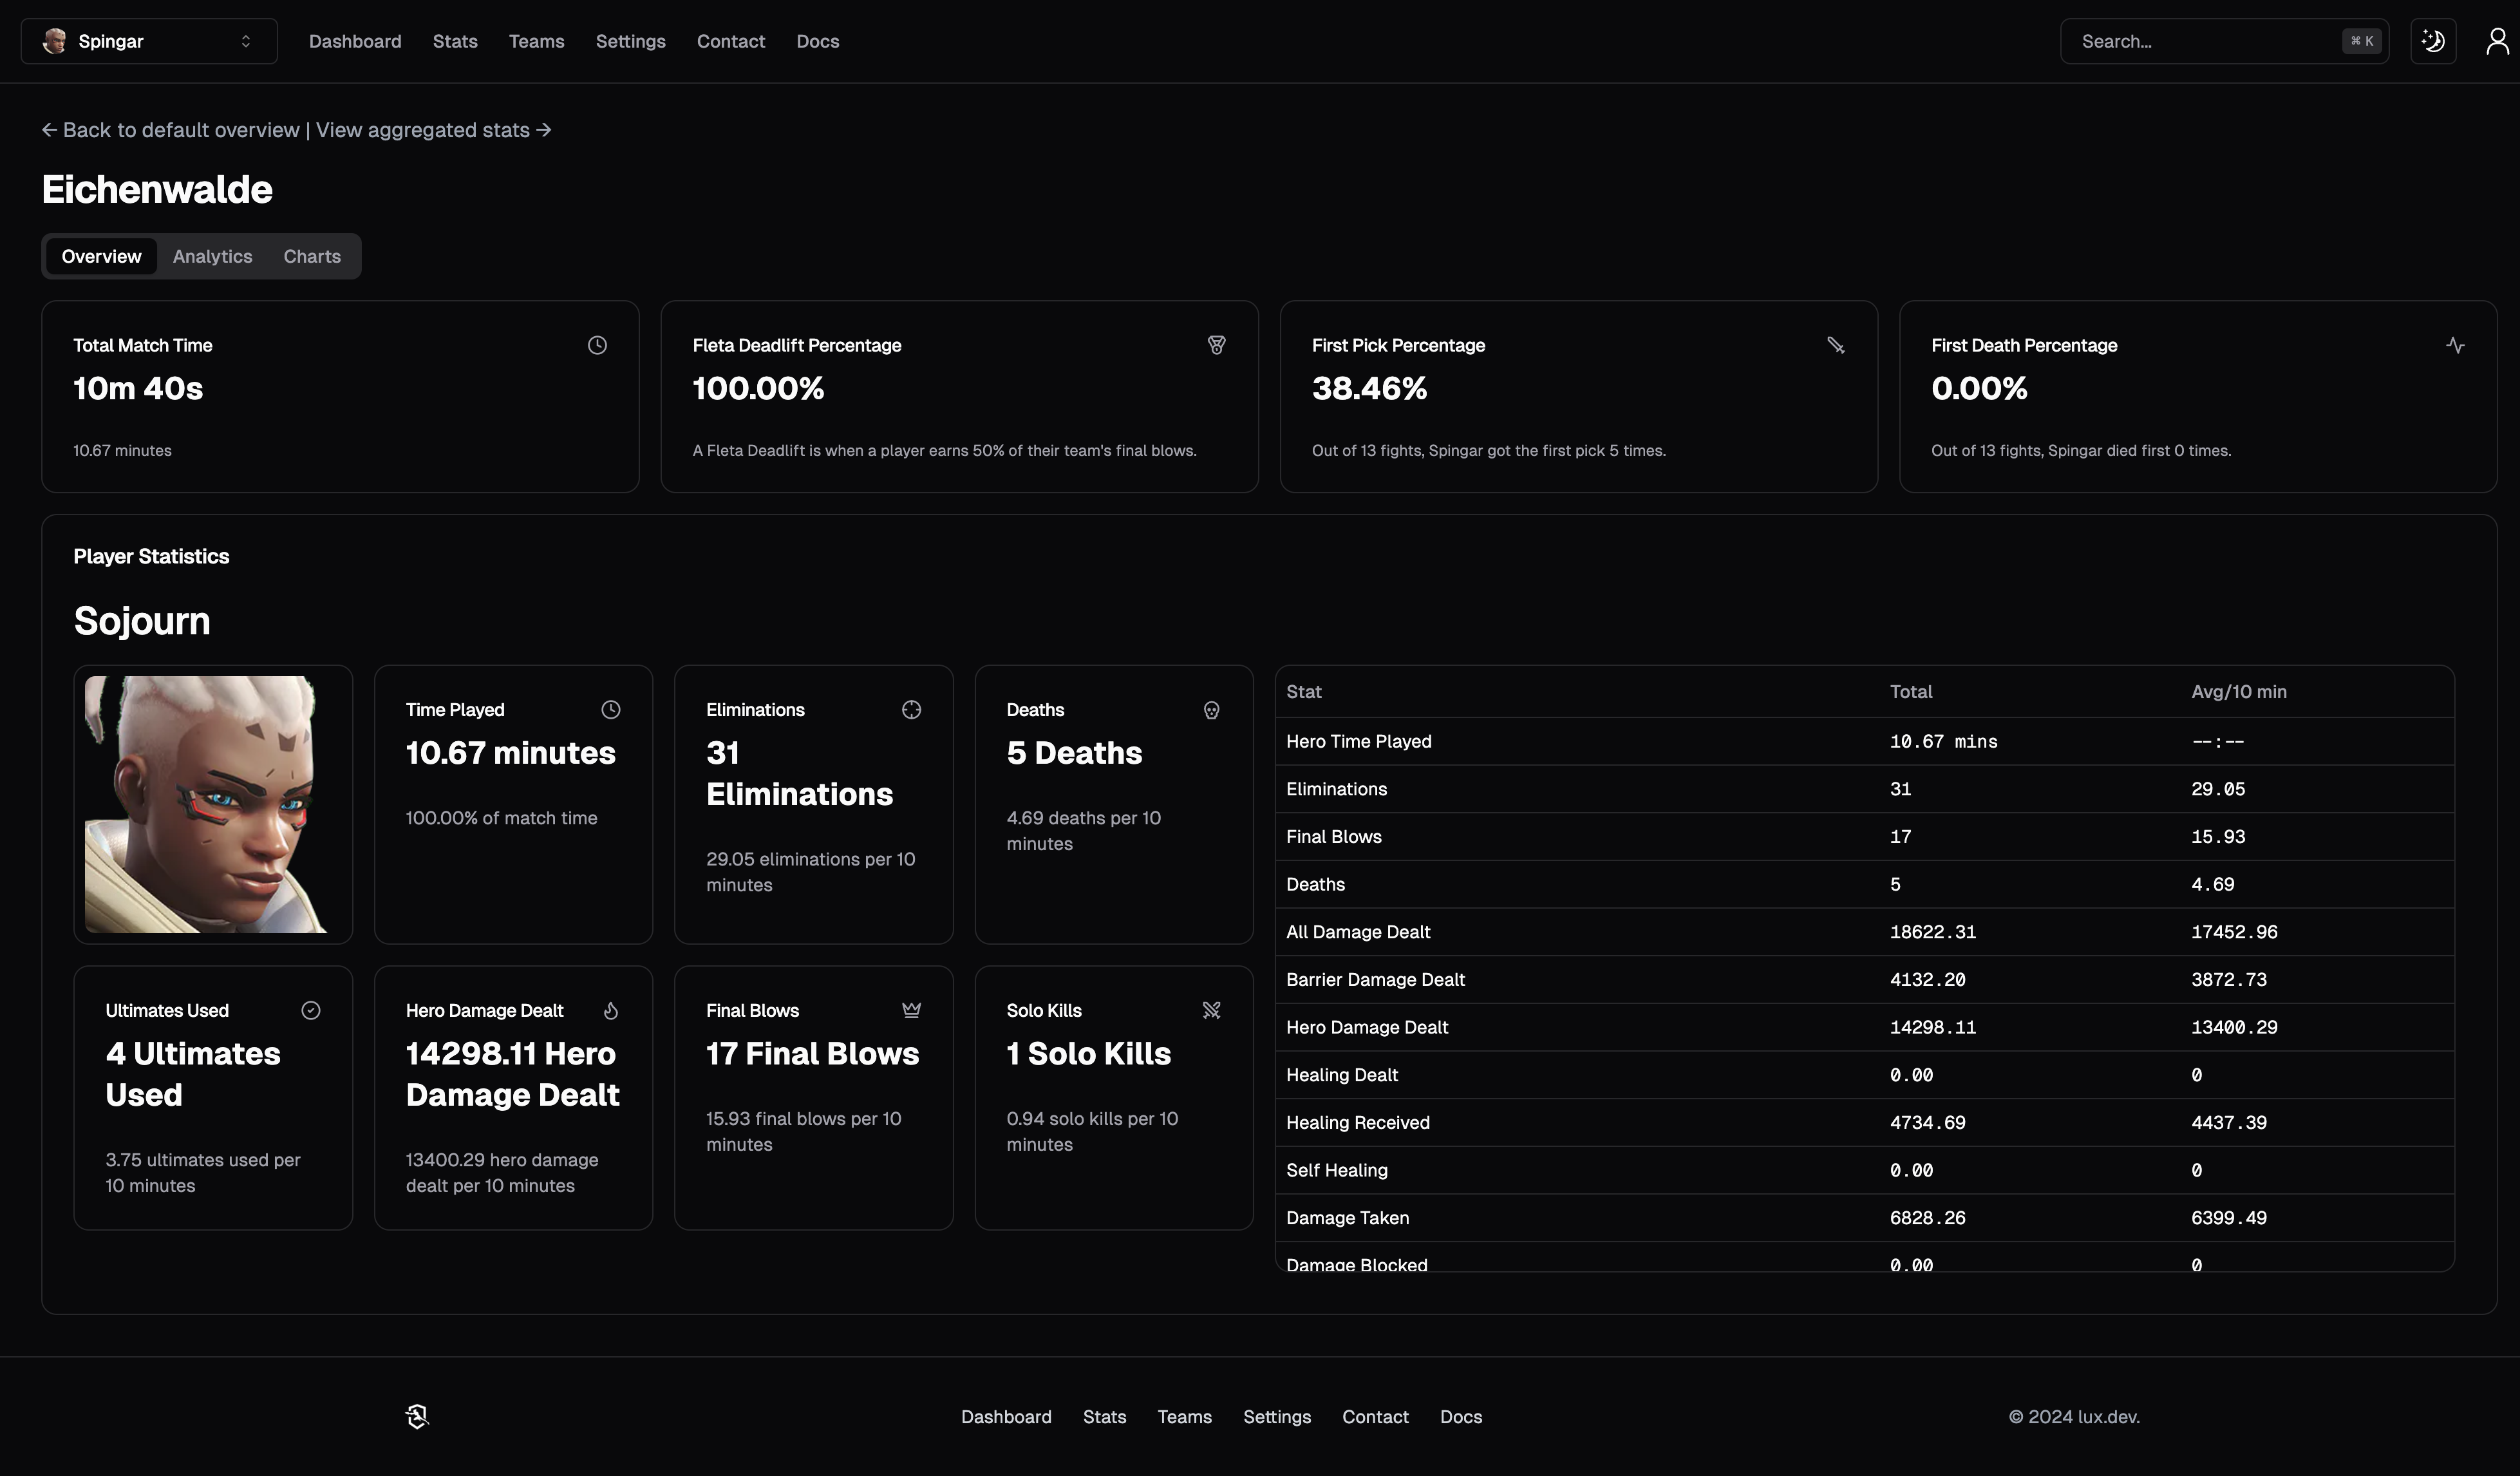 Spingar
Dashboard Stats Teams Settings Contact Docs
Search... ⌘ K
← Back to default overview | View aggregated stats →
Eichenwalde
Overview Analytics Charts
Total Match Time
10m 40s
10.67 minutes
Fleta Deadlift Percentage
100.00%
A Fleta Deadlift is when a player earns 50% of their team's final blows.
First Pick Percentage
38.46%
Out of 13 fights, Spingar got the first pick 5 times.
First Death Percentage
0.00%
Out of 13 fights, Spingar died first 0 times.
Player Statistics
Sojourn
Time Played
10.67 minutes
100.00% of match time
Eliminations
31
Eliminations
29.05 eliminations per 10
minutes
Deaths
5 Deaths
4.69 deaths per 10
minutes
Ultimates Used
4 Ultimates
Used
3.75 ultimates used per
10 minutes
Hero Damage Dealt
14298.11 Hero
Damage Dealt
13400.29 hero damage
dealt per 10 minutes
Final Blows
17 Final Blows
15.93 final blows per 10
minutes
Solo Kills
1 Solo Kills
0.94 solo kills per 10
minutes
Stat Total Avg/10 min
Hero Time Played 10.67 mins --:--
Eliminations 31 29.05
Final Blows 17 15.93
Deaths 5 4.69
All Damage Dealt 18622.31 17452.96
Barrier Damage Dealt 4132.20 3872.73
Hero Damage Dealt 14298.11 13400.29
Healing Dealt 0.00 0
Healing Received 4734.69 4437.39
Self Healing 0.00 0
Damage Taken 6828.26 6399.49
Damage Blocked 0.00 0
Dashboard Stats Teams Settings Contact Docs
© 2024 lux.dev.